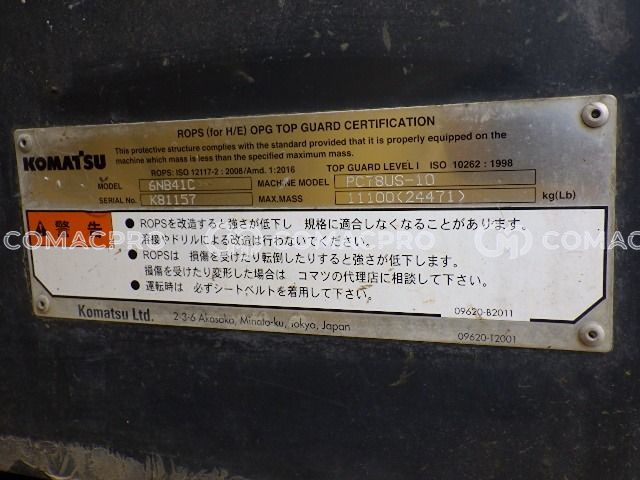 ROPS (for H/E) OPG TOP GUARD CERTIFICATION
This protective structure complies with the standard provided that it is properly equipped on the
machine which mass is less than the specified maximum mass.
KOMATSU
ROPS: ISO 12117-2 : 2008/Amd. 1:2016 TOP GUARD LEVEL I ISO 10262 : 1998
MODEL 6NB41C MACHINE MODEL PC78US-10
SERIAL No. K81157 MAX.MASS 11100(24471) kg(Lb)
警告
● ROPSを改造すると強さが低下し 規格に適合しなくなることがあります。
溶接やドリルによる改造は行わないでください。
● ROPSは 損傷を受けたり転倒したりすると強さが低下します。
損傷を受けたり変形した場合は コマツの代理店に相談して下さい。
● 運転時は 必ずシートベルトを着用して下さい。
09620-B2011
Komatsu Ltd. 2-3-6 Akasaka, Minato-ku, Tokyo, Japan
09620-12001
COMACPRO
COMACPRO
COMACPRO